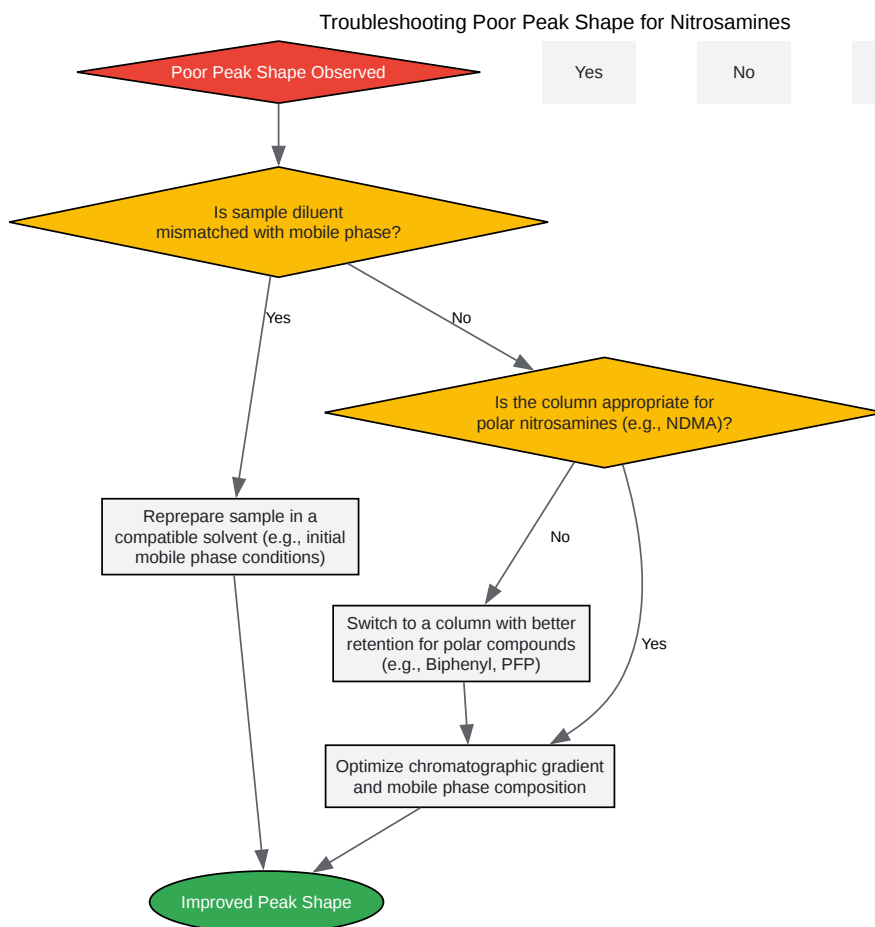 Troubleshooting Poor Peak Shape for Nitrosamines
Poor Peak Shape Observed
Yes
No
Is sample diluent
mismatched with mobile phase?
Yes
No
Is the column appropriate for
polar nitrosamines (e.g., NDMA)?
Reprepare sample in a
compatible solvent (e.g., initial
mobile phase conditions)
No
Switch to a column with better
retention for polar compounds
(e.g., Biphenyl, PFP)
Yes
Optimize chromatographic gradient
and mobile phase composition
Improved Peak Shape